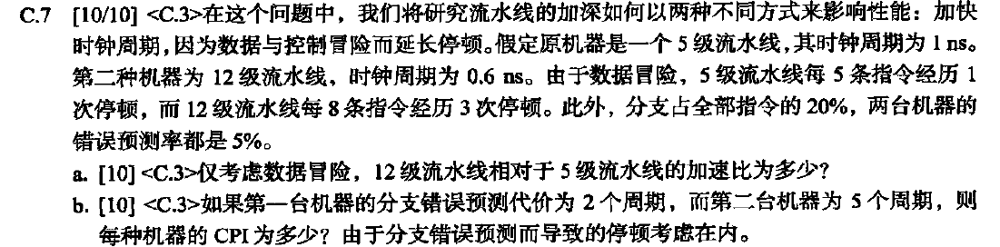 C.7 [10/10] <C.3>在这个问题中，我们将研究流水线的加深如何以两种不同方式来影响性能：加快
时钟周期，因为数据与控制冒险而延长停顿。假定原机器是一个 5 级流水线，其时钟周期为 1 ns。
第二种机器为 12 级流水线，时钟周期为 0.6 ns。由于数据冒险，5 级流水线每 5 条指令经历 1
次停顿，而 12 级流水线每 8 条指令经历 3 次停顿。此外，分支占全部指令的 20%，两台机器的
错误预测率都是 5%。
a. [10] <C.3>仅考虑数据冒险，12 级流水线相对于 5 级流水线的加速比为多少？
b. [10] <C.3>如果第一台机器的分支错误预测代价为 2 个周期，而第二台机器为 5 个周期，则
每种机器的 CPI 为多少？由于分支错误预测而导致的停顿考虑在内。